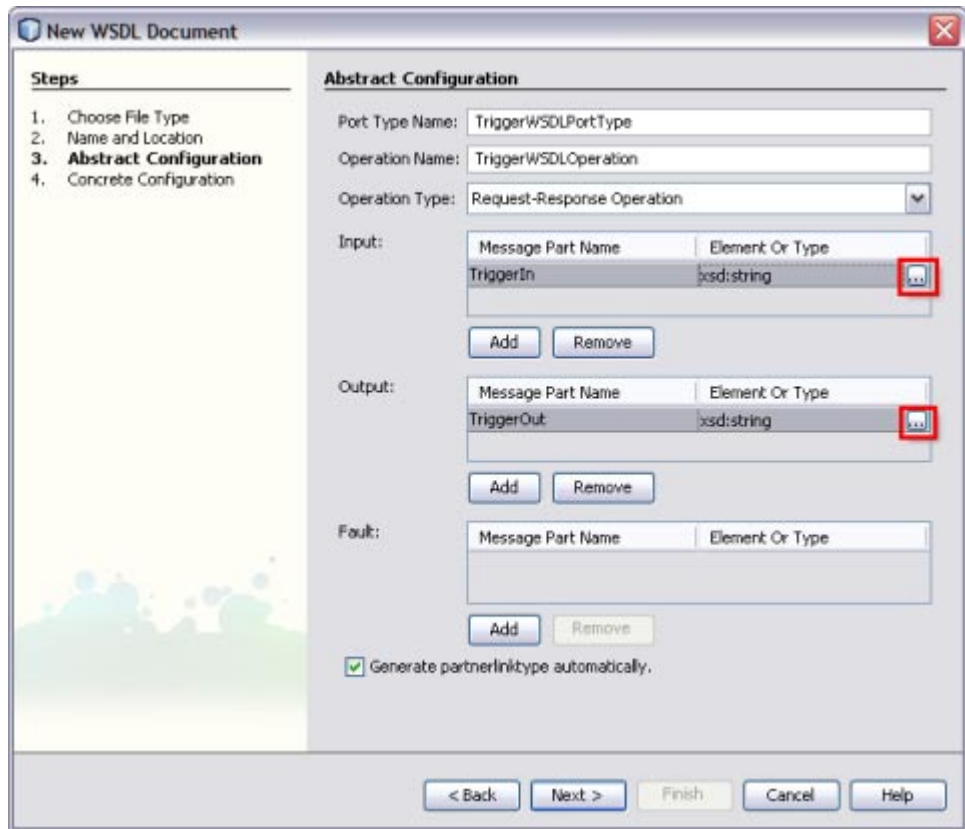 New WSDL Document
Steps
1. Choose File Type
2. Name and Location
3. Abstract Configuration
4. Concrete Configuration
Abstract Configuration
Port Type Name: TriggerWSDLPortType
Operation Name: TriggerWSDLOperation
Operation Type: Request-Response Operation
Input:
Message Part Name Element Or Type
TriggerIn xsd:string ...
Add Remove
Output:
Message Part Name Element Or Type
TriggerOut xsd:string ...
Add Remove
Fault:
Message Part Name Element Or Type
Add Remove
Generate partnerlinktype automatically.
< Back Next > Finish Cancel Help